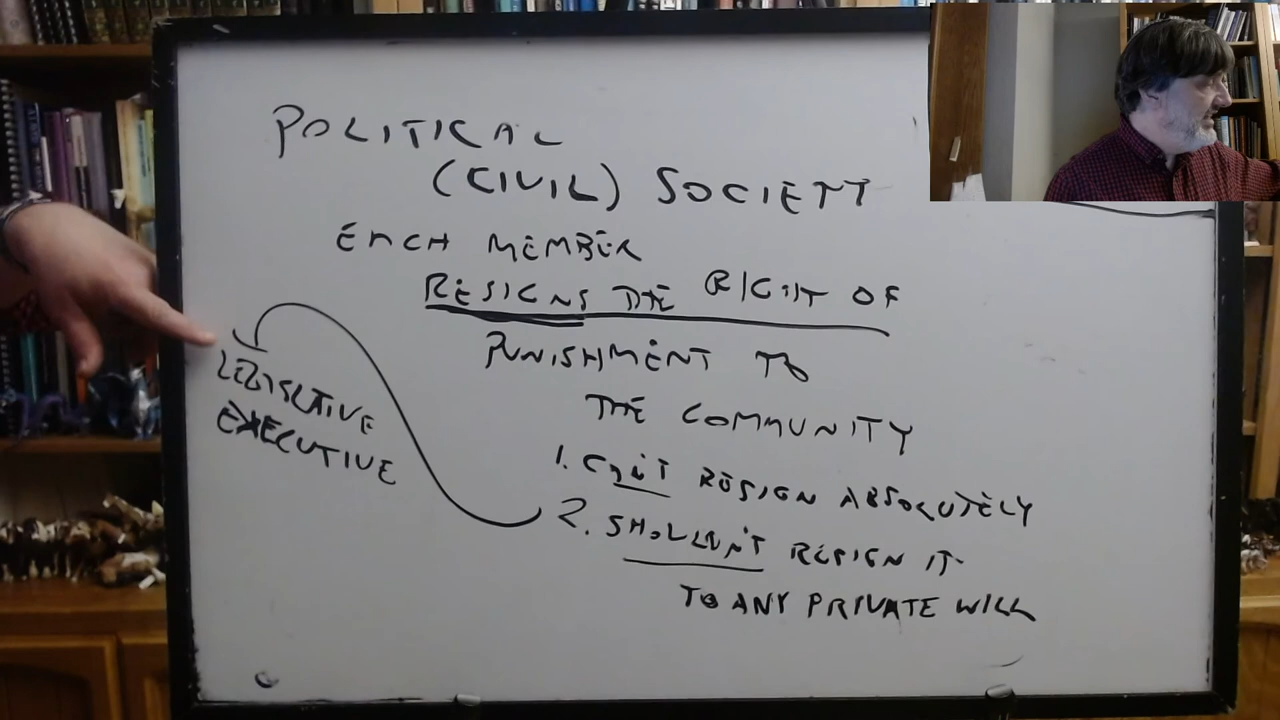 POLITICAL
(CIVIL) SOCIETY
EACH MEMBER
RESIGNS THE RIGHT OF
PUNISHMENT TO
THE COMMUNITY
1. CAN'T RESIGN ABSOLUTELY
2. SHOULDN'T RESIGN IT
TO ANY PRIVATE WILL
LEGISLTIVE
EXECUTIVE